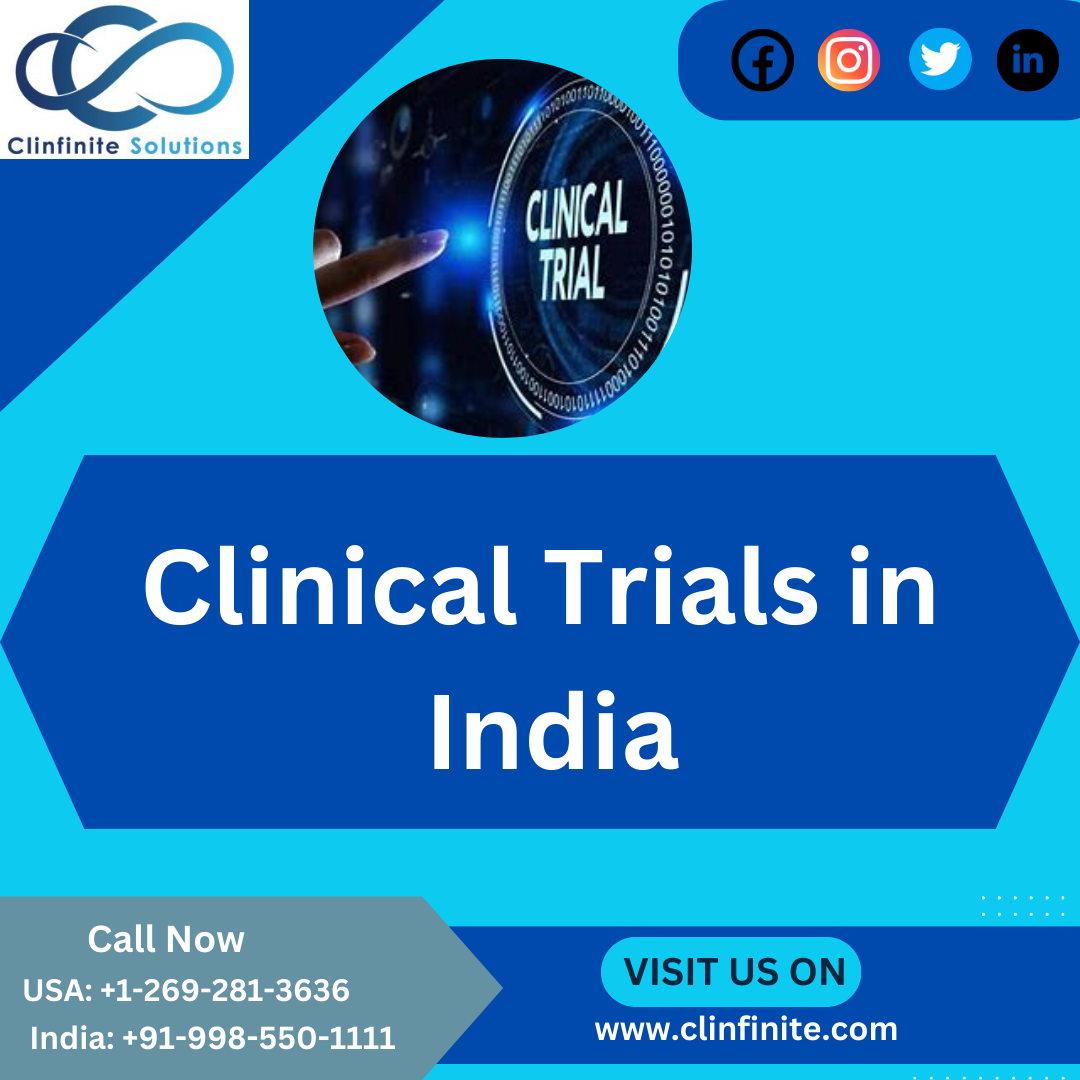 Clinfinite Solutions
CLINICAL
TRIAL
Clinical Trials in
India
Call Now
USA: +1-269-281-3636
India: +91-998-550-1111
VISIT US ON
www.clinfinite.com